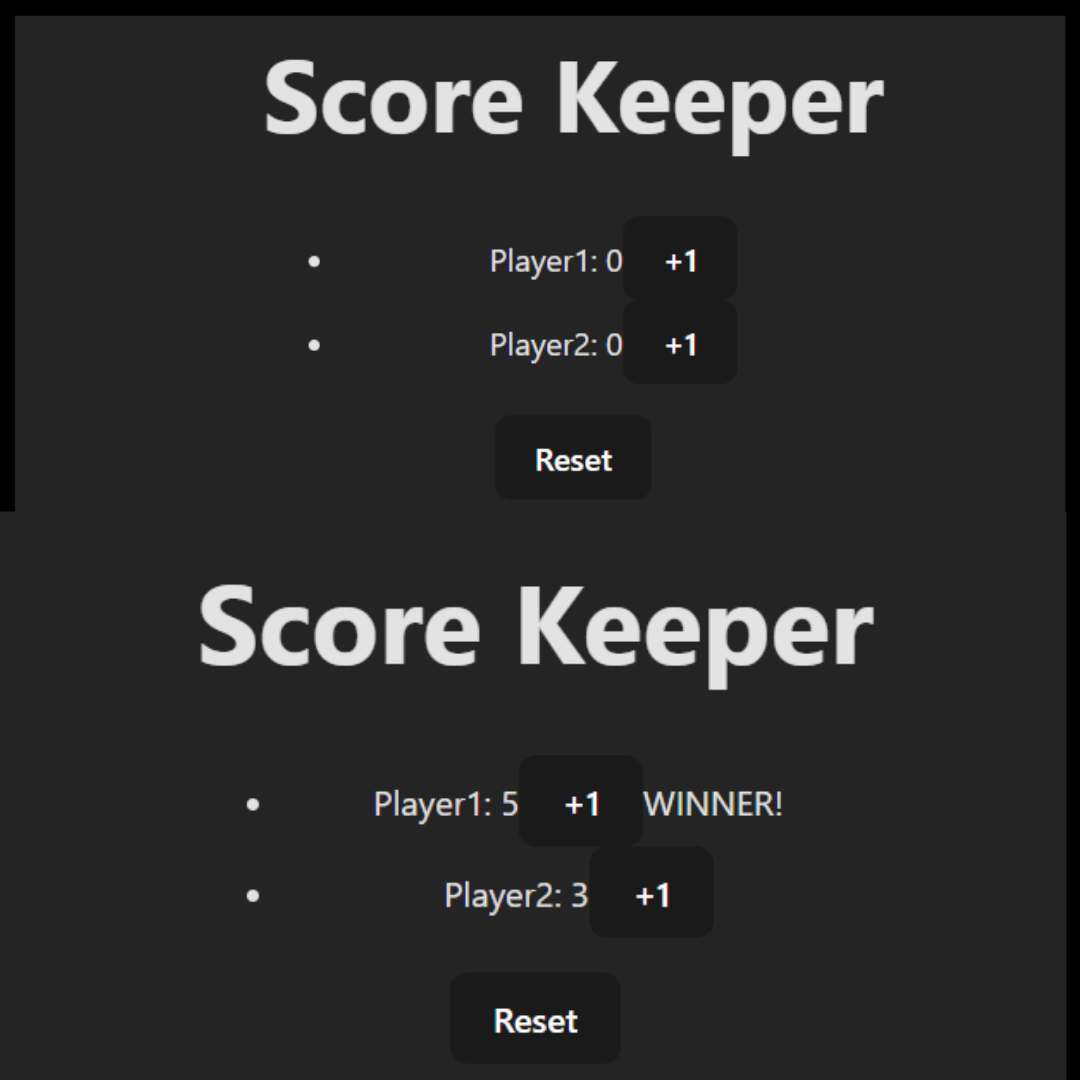 Score Keeper
Player1: 0 +1
Player2: 0 +1
Reset
Score Keeper
Player1: 5 +1 WINNER!
Player2: 3 +1
Reset